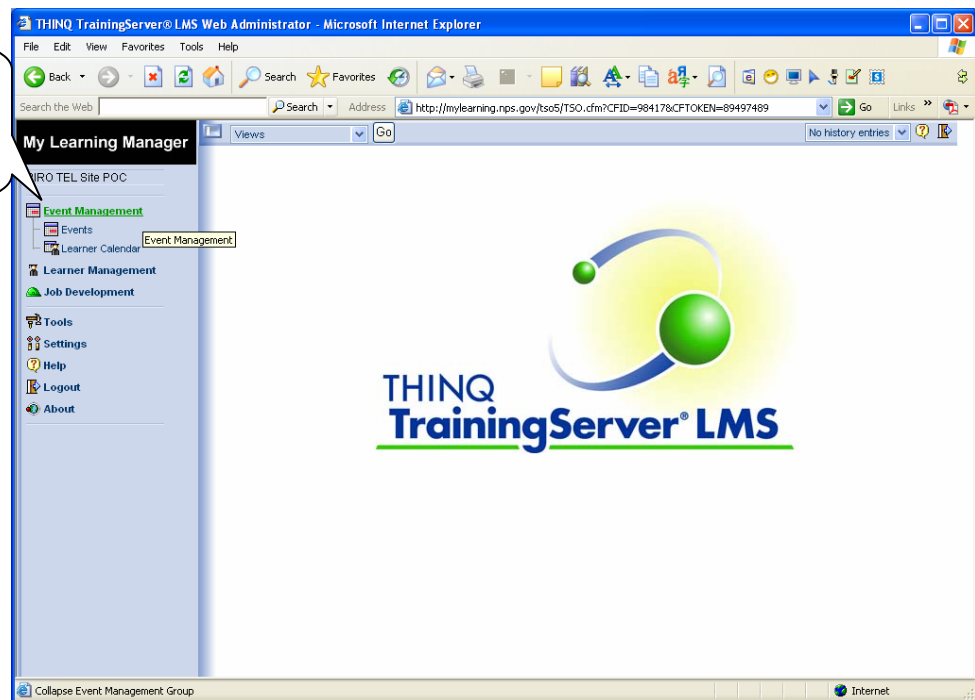 THINQ TrainingServer® LMS Web Administrator - Microsoft Internet Explorer
File Edit View Favorites Tools Help
Back Search Favorites
Search the Web Search Address http://mylearning.nps.gov/tso5/TSO.cfm?CFID=98417&CFTOKEN=89497489 Go Links »
My Learning Manager
Views Go No history entries
IRO TEL Site POC
Event Management
Events
Event Management
Learner Calendar
Learner Management
Job Development
Tools
Settings
Help
Logout
About
THINQ
TrainingServer® LMS
Collapse Event Management Group Internet